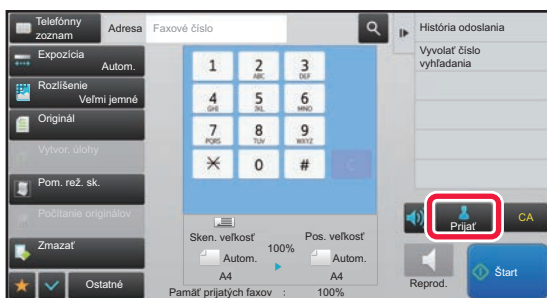 Telefónny
zoznam
Adresa
Faxové číslo
História odoslania
Expozícia
Autom.
Vyvolať číslo
vyhľadania
Rozlíšenie
Veľmi jemné
Originál
Vytvor. úlohy
Pom. rež. sk.
Počítanie originálov
Zmazať
Ostatné
1
2
ABC
3
DEF
4
GHI
5
JKL
6
MNO
7
PQRS
8
TUV
9
WXYZ
0
#
C
Sken. veľkosť
100%
Pos. veľkosť
Autom.
Autom.
A4
A4
Pamäť prijatých faxov : 100%
Prijať
CA
Reprod.
Štart